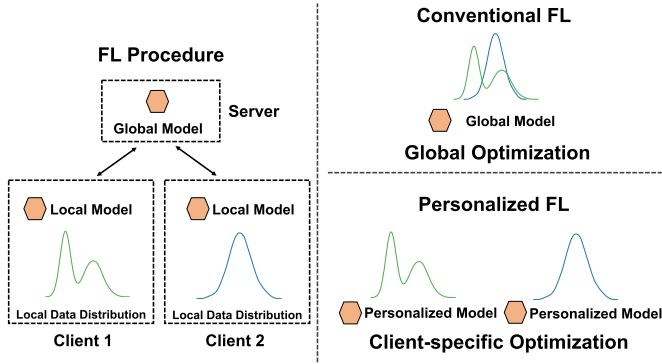 FL Procedure
Global Model
Server
Local Model
Local Data Distribution
Client 1
Local Model
Local Data Distribution
Client 2
Conventional FL
Global Model
Global Optimization
Personalized FL
Personalized Model
Personalized Model
Client-specific Optimization